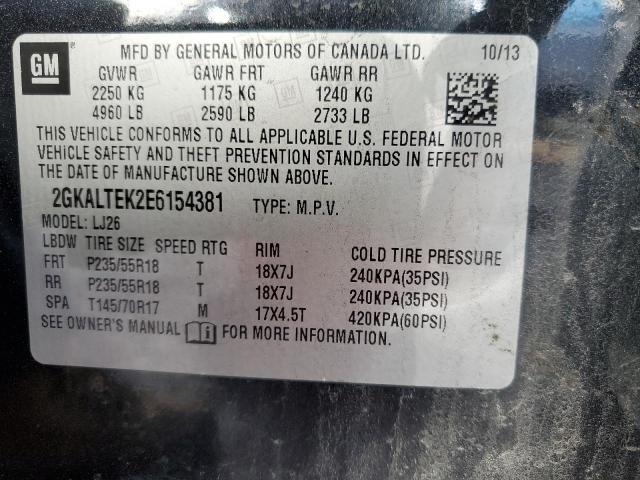 GM MFD BY GENERAL MOTORS OF CANADA LTD. 10/13
GVWR GAWR FRT GAWR RR
2250 KG 1175 KG 1240 KG
4960 LB 2590 LB 2733 LB
THIS VEHICLE CONFORMS TO ALL APPLICABLE U.S. FEDERAL MOTOR
VEHICLE SAFETY AND THEFT PREVENTION STANDARDS IN EFFECT ON
THE DATE OF MANUFACTURE SHOWN ABOVE.
2GKALTEK2E6154381 TYPE: M.P.V.
MODEL: LJ26
LBDW TIRE SIZE SPEED RTG RIM COLD TIRE PRESSURE
FRT P235/55R18 T 18X7J 240KPA(35PSI)
RR P235/55R18 T 18X7J 240KPA(35PSI)
SPA T145/70R17 M 17X4.5T 420KPA(60PSI)
SEE OWNER'S MANUAL FOR MORE INFORMATION.